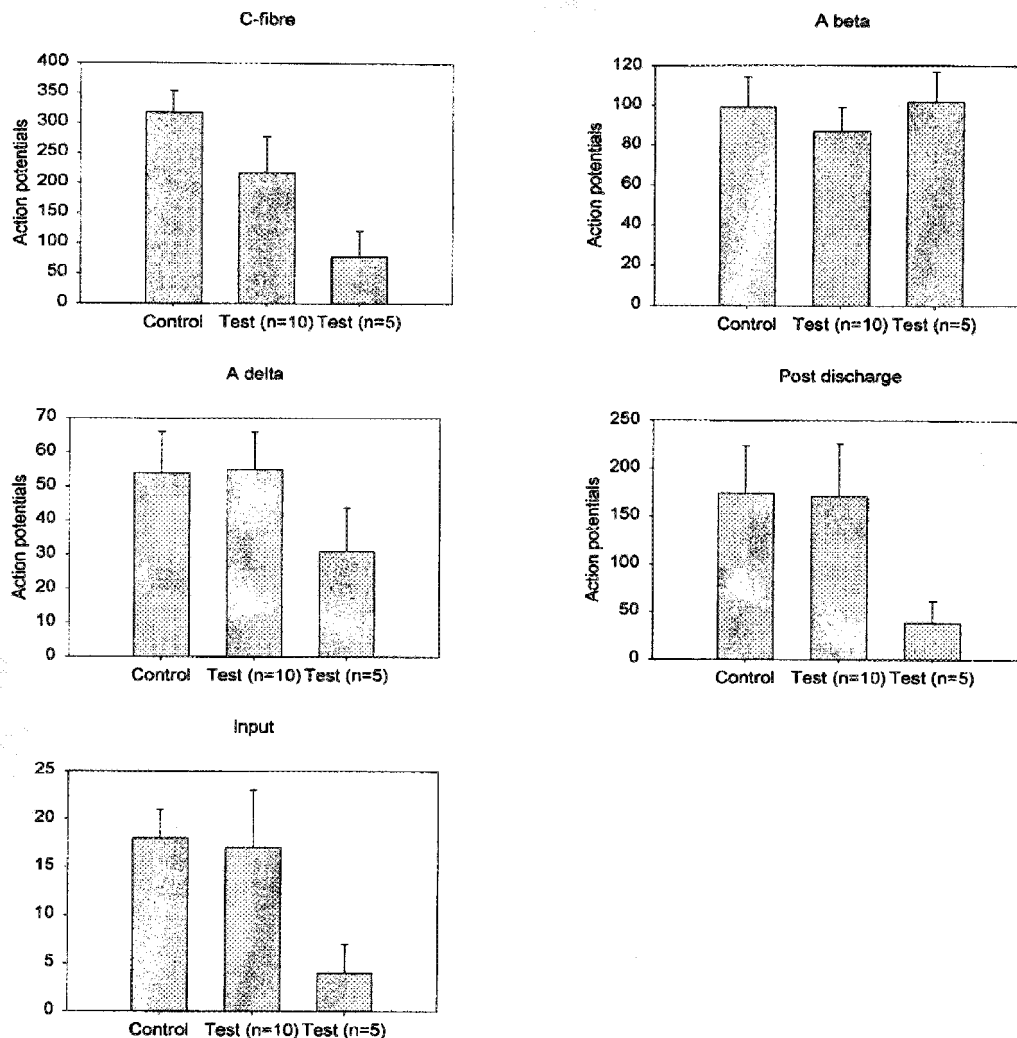 C-fibre
Action potentials
400
350
300
250
200
150
100
50
0
Control Test (n=10) Test (n=5)
A beta
Action potentials
120
100
80
60
40
20
0
Control Test (n=10) Test (n=5)
A delta
Action potentials
70
60
50
40
30
20
10
0
Control Test (n=10) Test (n=5)
Post discharge
Action potentials
250
200
150
100
50
0
Control Test (n=10) Test (n=5)
Input
25
20
15
10
5
0
Control Test (n=10) Test (n=5)